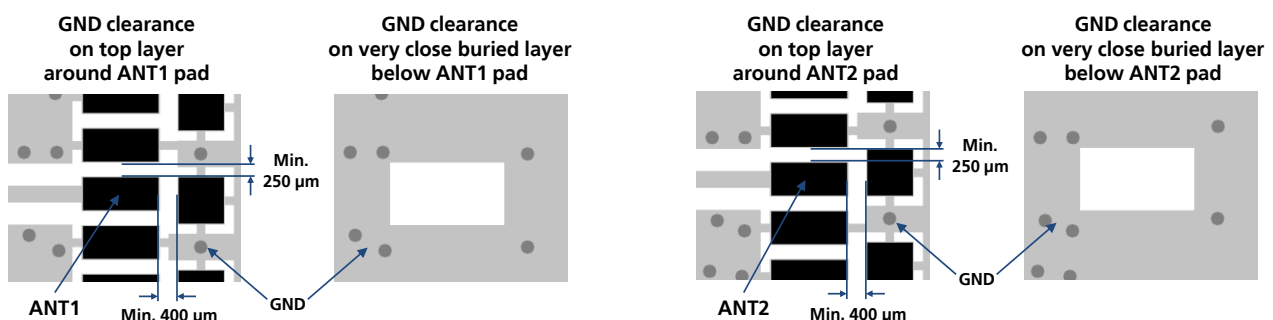 GND clearance
on top layer
around ANT1 pad
GND clearance
on very close buried layer
below ANT1 pad
Min.
250 µm
ANT1
Min. 400 µm
GND
GND clearance
on top layer
around ANT2 pad
GND clearance
on very close buried layer
below ANT2 pad
Min.
250 µm
ANT2
Min. 400 µm
GND